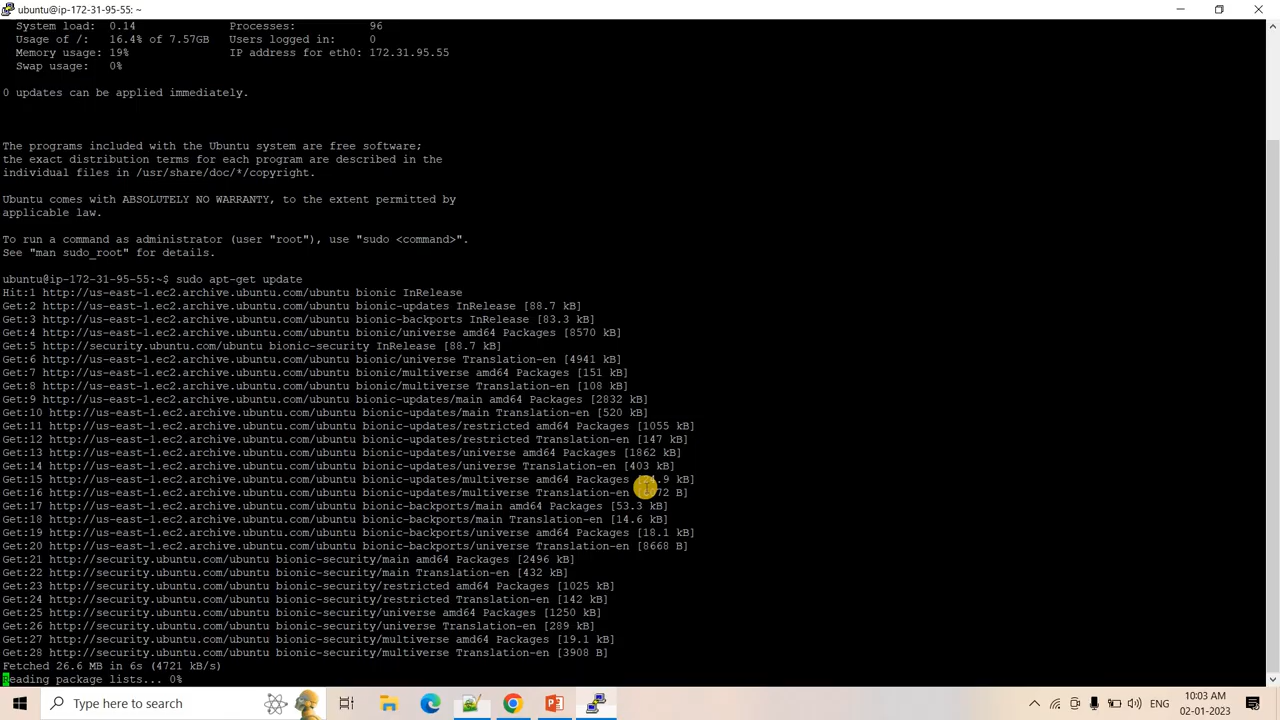 ubuntu@ip-172-31-95-55: ~
System load: 0.14 Processes: 96
Usage of /: 16.4% of 7.57GB Users logged in: 0
Memory usage: 19% IP address for eth0: 172.31.95.55
Swap usage: 0%
0 updates can be applied immediately.
The programs included with the Ubuntu system are free software;
the exact distribution terms for each program are described in the
individual files in /usr/share/doc/*/copyright.
Ubuntu comes with ABSOLUTELY NO WARRANTY, to the extent permitted by
applicable law.
To run a command as administrator (user "root"), use "sudo <command>".
See "man sudo_root" for details.
ubuntu@ip-172-31-95-55:~$ sudo apt-get update
Hit:1 http://us-east-1.ec2.archive.ubuntu.com/ubuntu bionic InRelease
Get:2 http://us-east-1.ec2.archive.ubuntu.com/ubuntu bionic-updates InRelease [88.7 kB]
Get:3 http://us-east-1.ec2.archive.ubuntu.com/ubuntu bionic-backports InRelease [83.3 kB]
Get:4 http://us-east-1.ec2.archive.ubuntu.com/ubuntu bionic/universe amd64 Packages [8570 kB]
Get:5 http://security.ubuntu.com/ubuntu bionic-security InRelease [88.7 kB]
Get:6 http://us-east-1.ec2.archive.ubuntu.com/ubuntu bionic/universe Translation-en [4941 kB]
Get:7 http://us-east-1.ec2.archive.ubuntu.com/ubuntu bionic/multiverse amd64 Packages [151 kB]
Get:8 http://us-east-1.ec2.archive.ubuntu.com/ubuntu bionic/multiverse Translation-en [108 kB]
Get:9 http://us-east-1.ec2.archive.ubuntu.com/ubuntu bionic-updates/main amd64 Packages [2832 kB]
Get:10 http://us-east-1.ec2.archive.ubuntu.com/ubuntu bionic-updates/main Translation-en [520 kB]
Get:11 http://us-east-1.ec2.archive.ubuntu.com/ubuntu bionic-updates/restricted amd64 Packages [1055 kB]
Get:12 http://us-east-1.ec2.archive.ubuntu.com/ubuntu bionic-updates/restricted Translation-en [147 kB]
Get:13 http://us-east-1.ec2.archive.ubuntu.com/ubuntu bionic-updates/universe amd64 Packages [1862 kB]
Get:14 http://us-east-1.ec2.archive.ubuntu.com/ubuntu bionic-updates/universe Translation-en [403 kB]
Get:15 http://us-east-1.ec2.archive.ubuntu.com/ubuntu bionic-updates/multiverse amd64 Packages kB]
Get:16 http://us-east-1.ec2.archive.ubuntu.com/ubuntu bionic-updates/multiverse Translation-en B]
Get:17 http://us-east-1.ec2.archive.ubuntu.com/ubuntu bionic-backports/main amd64 Packages [53.3 kB]
Get:18 http://us-east-1.ec2.archive.ubuntu.com/ubuntu bionic-backports/main Translation-en [14.6 kB]
Get:19 http://us-east-1.ec2.archive.ubuntu.com/ubuntu bionic-backports/universe amd64 Packages [18.1 kB]
Get:20 http://us-east-1.ec2.archive.ubuntu.com/ubuntu bionic-backports/universe Translation-en [8668 B]
Get:21 http://security.ubuntu.com/ubuntu bionic-security/main amd64 Packages [2496 kB]
Get:22 http://security.ubuntu.com/ubuntu bionic-security/main Translation-en [432 kB]
Get:23 http://security.ubuntu.com/ubuntu bionic-security/restricted amd64 Packages [1025 kB]
Get:24 http://security.ubuntu.com/ubuntu bionic-security/restricted Translation-en [142 kB]
Get:25 http://security.ubuntu.com/ubuntu bionic-security/universe amd64 Packages [1250 kB]
Get:26 http://security.ubuntu.com/ubuntu bionic-security/universe Translation-en [289 kB]
Get:27 http://security.ubuntu.com/ubuntu bionic-security/multiverse amd64 Packages [19.1 kB]
Get:28 http://security.ubuntu.com/ubuntu bionic-security/multiverse Translation-en [3908 B]
Fetched 26.6 MB in 6s (4721 kB/s)
Reading package lists... 0%
Type here to search
ENG
10:03 AM
02-01-2023